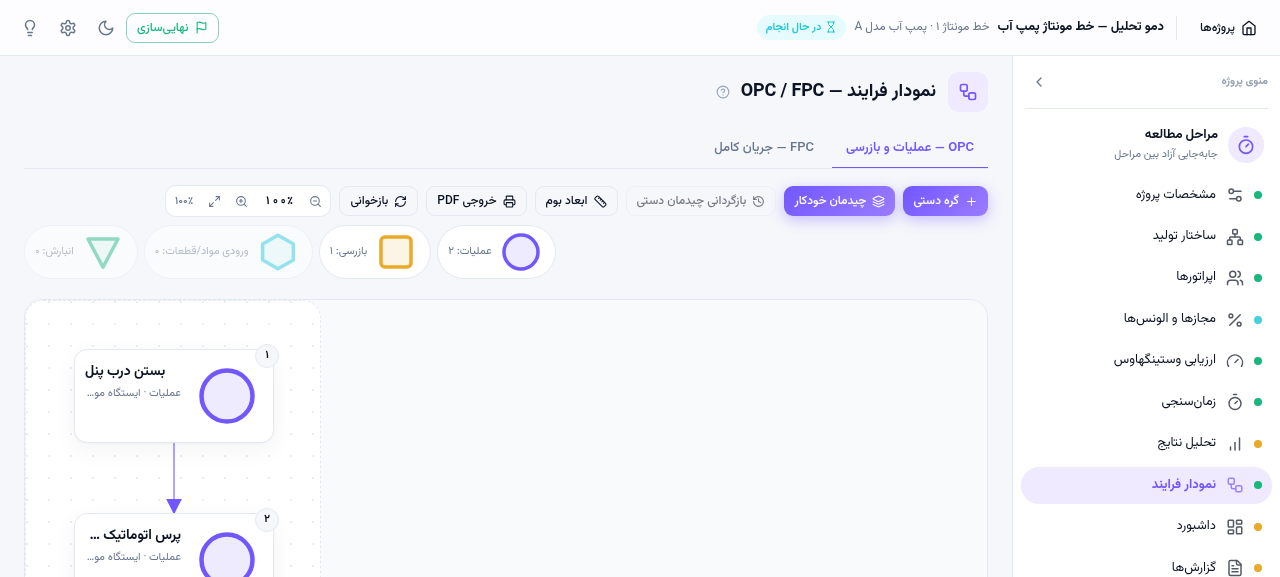 پروژه‌ها
دمو تحلیل — خط مونتاژ پمپ آب
خط مونتاژ ۱ · پمپ آب مدل A
در حال انجام
نهایی‌سازی
منوی پروژه
مراحل مطالعه
جابه‌جایی آزاد بین مراحل
مشخصات پروژه
ساختار تولید
اپراتورها
مجازها و الونس‌ها
ارزیابی وستینگهاوس
زمان‌سنجی
تحلیل نتایج
نمودار فرایند
داشبورد
گزارش‌ها
نمودار فرایند — OPC / FPC
OPC — عملیات و بازرسی
FPC — جریان کامل
گره دستی
چیدمان خودکار
بازگردانی چیدمان دستی
ابعاد بوم
خروجی PDF
بازخوانی
۱۰۰٪
۱۰۰٪
عملیات: ۲
بازرسی: ۱
ورودی مواد/قطعات: ۰
انبارش: ۰
۱
بستن درب پنل
عملیات · ایستگاه مو...
۲
پرس اتوماتیک ...
عملیات · ایستگاه مو...